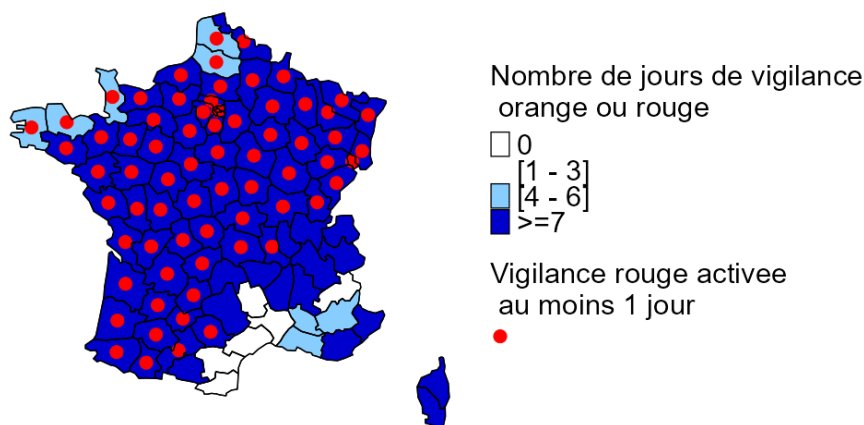 Nombre de jours de vigilance
orange ou rouge
0
[1 - 3]
[4 - 6]
>=7
Vigilance rouge activee
au moins 1 jour